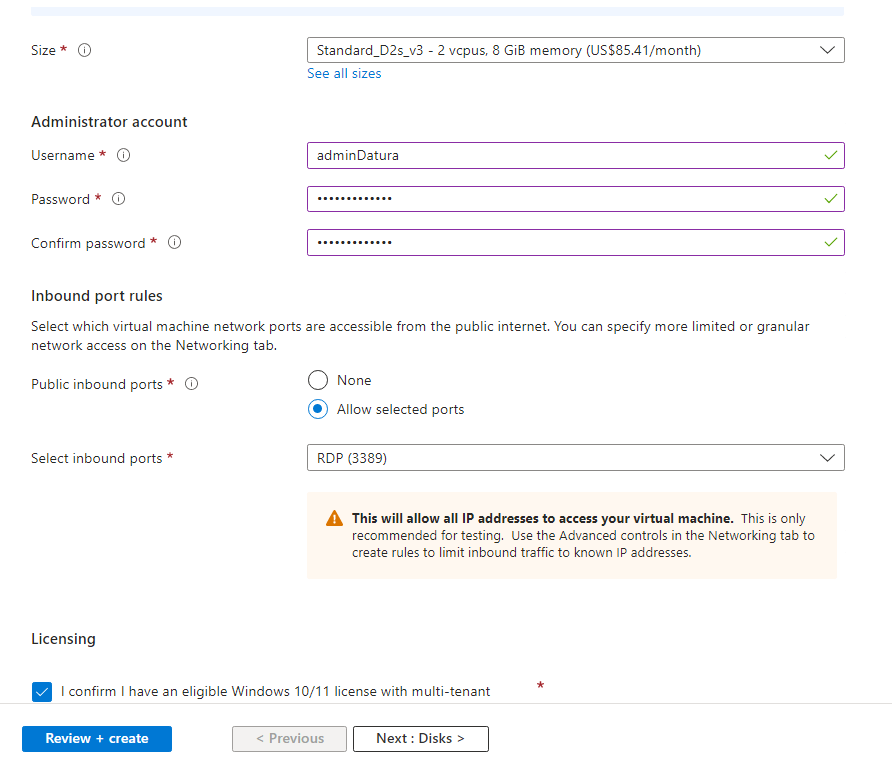 Size *
Standard_D2s_v3 - 2 vcpus, 8 GiB memory (US$85.41/month)
See all sizes
Administrator account
Username *
adminDatura
Password *
•••••••••••••
Confirm password *
•••••••••••••
Inbound port rules
Select which virtual machine network ports are accessible from the public internet. You can specify more limited or granular
network access on the Networking tab.
Public inbound ports *
None
Allow selected ports
Select inbound ports *
RDP (3389)
This will allow all IP addresses to access your virtual machine. This is only
recommended for testing. Use the Advanced controls in the Networking tab to
create rules to limit inbound traffic to known IP addresses.
Licensing
I confirm I have an eligible Windows 10/11 license with multi-tenant *
Review + create
< Previous
Next : Disks >